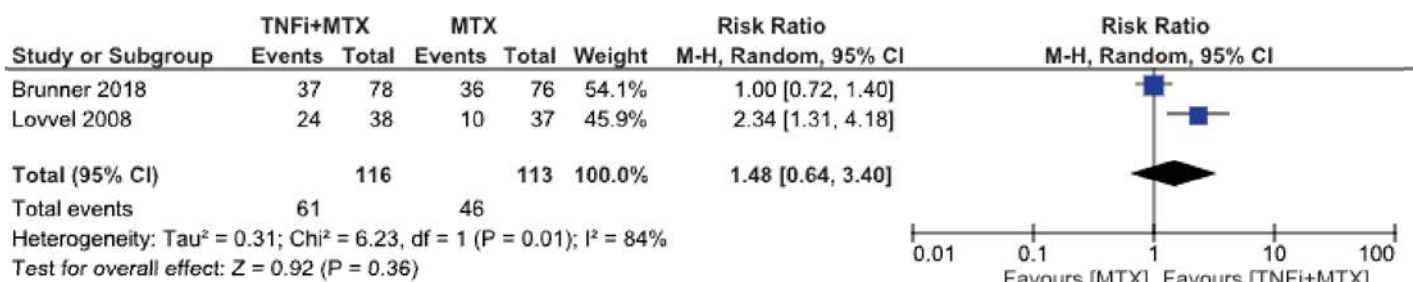 TNFi+MTX MTX Risk Ratio Risk Ratio
Study or Subgroup Events Total Events Total Weight M-H, Random, 95% CI M-H, Random, 95% CI
Brunner 2018 37 78 36 76 54.1% 1.00 [0.72, 1.40]
Lovvel 2008 24 38 10 37 45.9% 2.34 [1.31, 4.18]
Total (95% CI) 116 113 100.0% 1.48 [0.64, 3.40]
Total events 61 46
Heterogeneity: Tau² = 0.31; Chi² = 6.23, df = 1 (P = 0.01); I² = 84%
Test for overall effect: Z = 0.92 (P = 0.36)
0.01 0.1 1 10 100
Favours [MTX] Favours [TNFi+MTX]